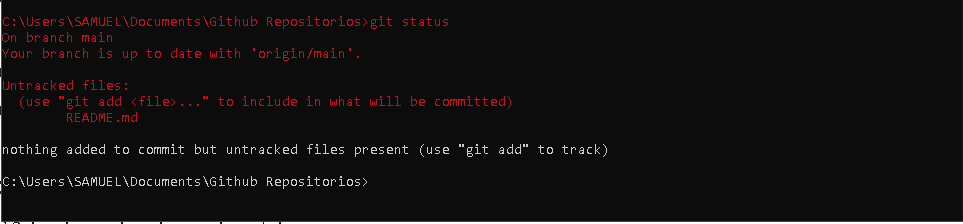 C:\Users\SAMUEL\Documents\Github Repositorios>git status
On branch main
Your branch is up to date with 'origin/main'.
Untracked files:
(use "git add <file>..." to include in what will be committed)
README.md
nothing added to commit but untracked files present (use "git add" to track)
C:\Users\SAMUEL\Documents\Github Repositorios>